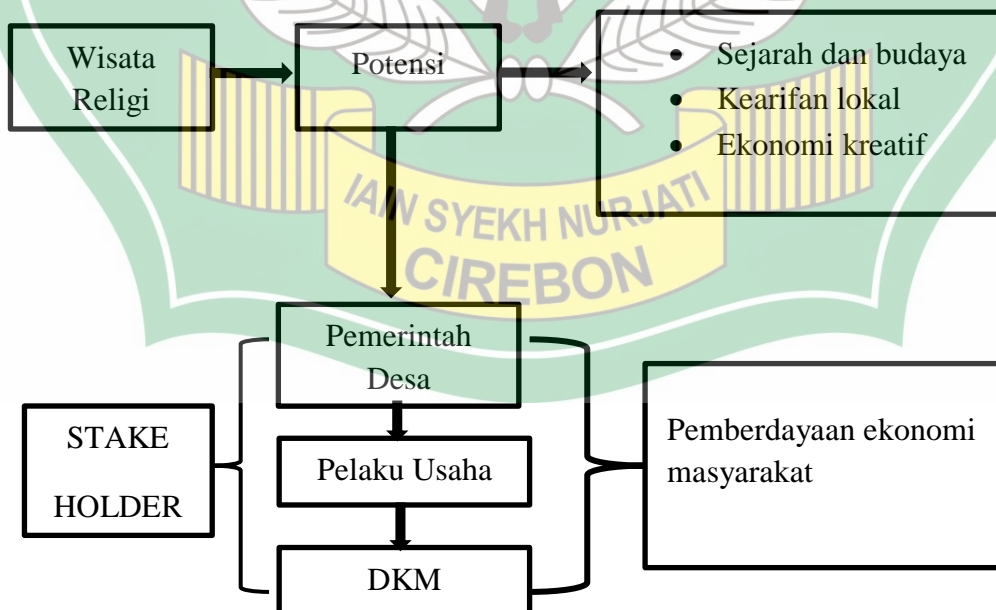 Wisata
Religi
Potensi
• Sejarah dan budaya
• Kearifan lokal
• Ekonomi kreatif
IAIN SYEKH NURJATI
CIREBON
Pemerintah
Desa
STAKE
HOLDER
Pelaku Usaha
DKM
Pemberdayaan ekonomi
masyarakat